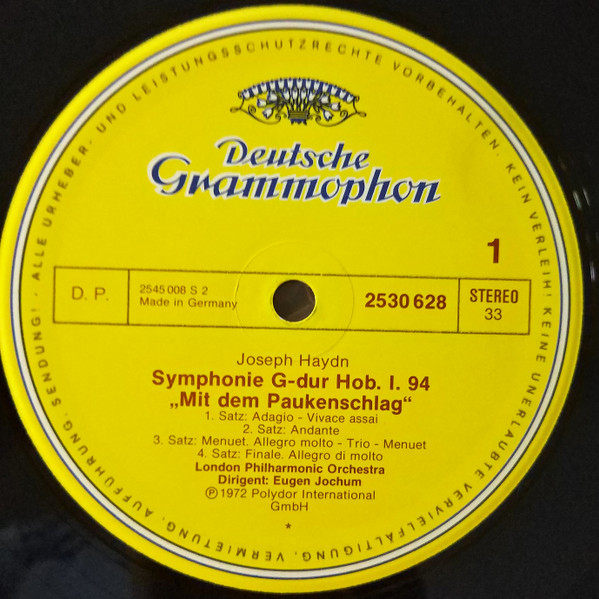 ALLE URHEBER- UND LEISTUNGSSCHUTZRECHTE VORBEHALTEN. KEIN VERLEIH! KEINE UNERLAUBTE VERVIELFÄLTIGUNG, VERMIETUNG, AUFFÜHRUNG, SENDUNG! ·
Deutsche
Grammophon
1
D. P.
2545 008 S 2
Made in Germany
2530 628
STEREO
33
Joseph Haydn
Symphonie G-dur Hob. I. 94
„Mit dem Paukenschlag“
1. Satz: Adagio - Vivace assai
2. Satz: Andante
3. Satz: Menuet. Allegro molto - Trio - Menuet
4. Satz: Finale. Allegro di molto
London Philharmonic Orchestra
Dirigent: Eugen Jochum
Ⓟ 1972 Polydor International
GmbH
*